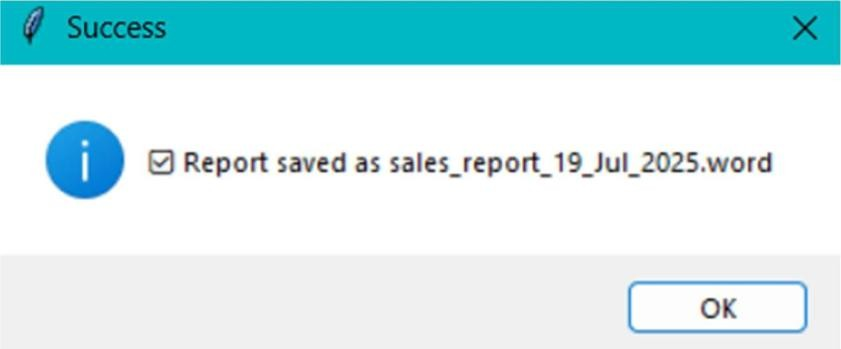 Success
☑ Report saved as sales_report_19_Jul_2025.word
OK